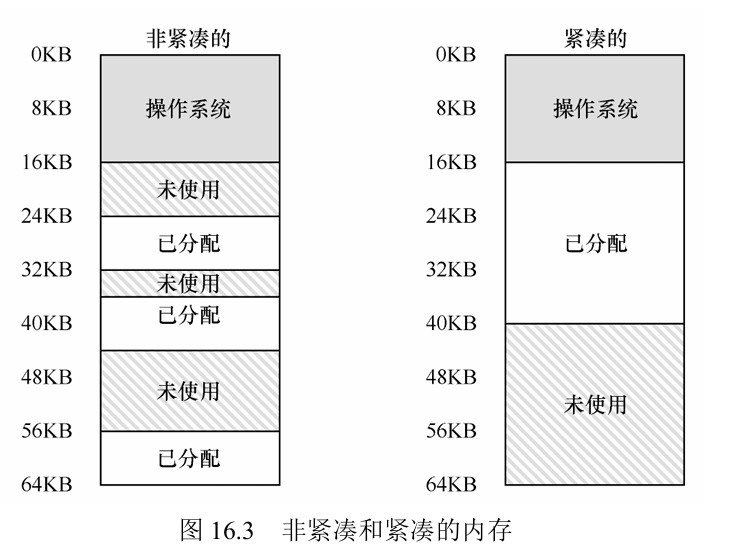 非紧凑的
0KB
8KB
16KB
24KB
32KB
40KB
48KB
56KB
64KB
操作系统
未使用
已分配
未使用
已分配
未使用
已分配
紧凑的
0KB
8KB
16KB
24KB
32KB
40KB
48KB
56KB
64KB
操作系统
已分配
未使用
图 16.3 非紧凑和紧凑的内存